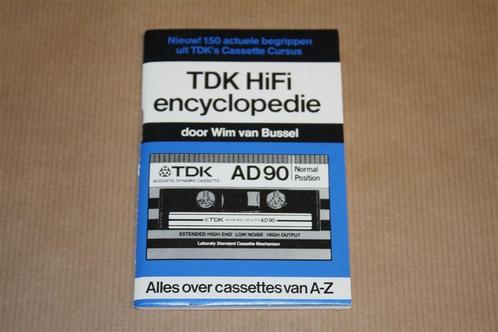 Nieuw! 150 actuele begrippen
uit TDK's Cassette Cursus
TDK HiFi
encyclopedie
door Wim van Bussel
TDK
ACOUSTIC DYNAMIC CASSETTE
AD90
Normal
Position
TDK
AD90
EXTENDED HIGH END LOW NOISE HIGH OUTPUT
Laboraty Standard Cassette Mechanism
Alles over cassettes van A-Z